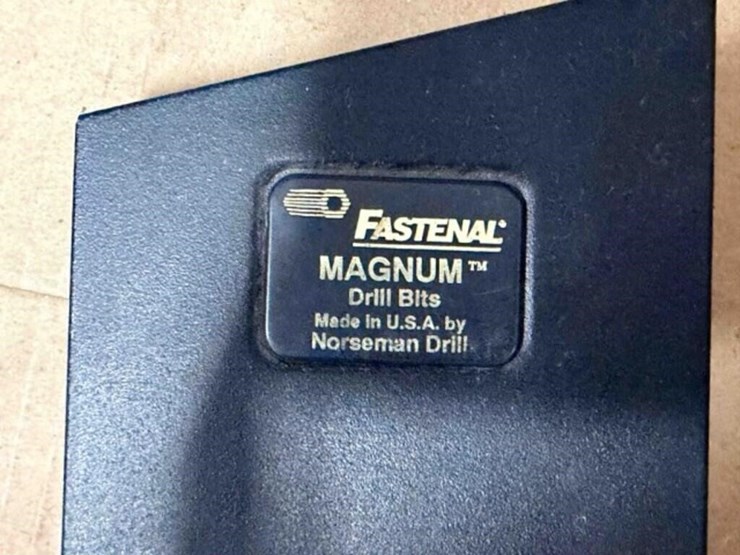 FASTENAL®
MAGNUM™
Drill Bits
Made in U.S.A. by
Norseman Drill